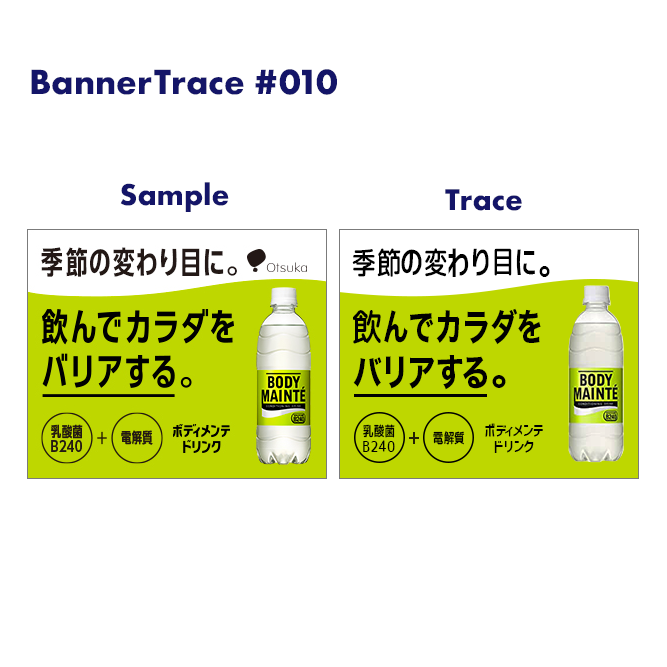 BannerTrace #010
Sample
季節の変わり目に。
Otsuka
飲んでカラダを
バリアする。
BODY
MAINTÉ
B240
乳酸菌
B240
+
電解質
ボディメンテ
ドリンク
Trace
季節の変わり目に。
飲んでカラダを
バリアする。
BODY
MAINTÉ
B240
乳酸菌
B240
+
電解質
ボディメンテ
ドリンク